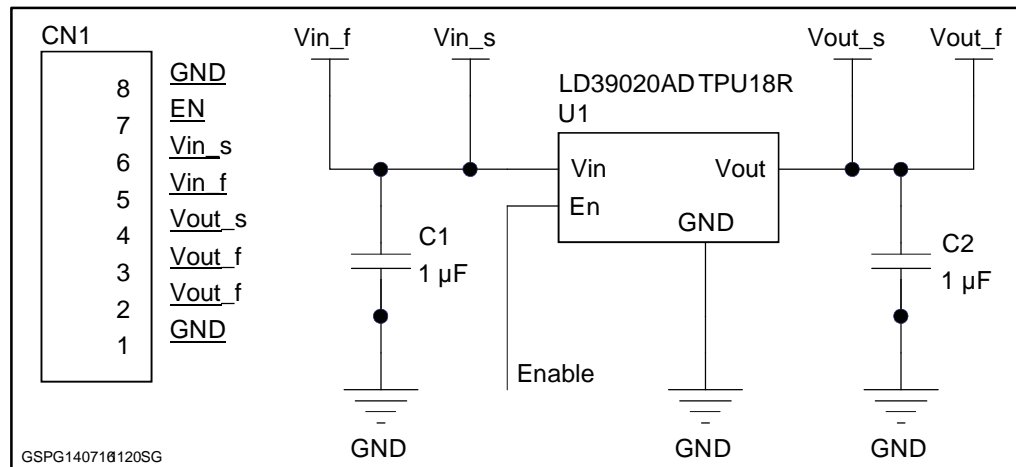 CN1
8 GND
7 EN
6 Vin_s
5 Vin_f
4 Vout_s
3 Vout_f
2 Vout_f
1 GND
Vin_f Vin_s Vout_s Vout_f
LD39020ADTPU18R
U1
Vin Vout
En
GND
C1
1 µF
C2
1 µF
Enable
GND GND GND